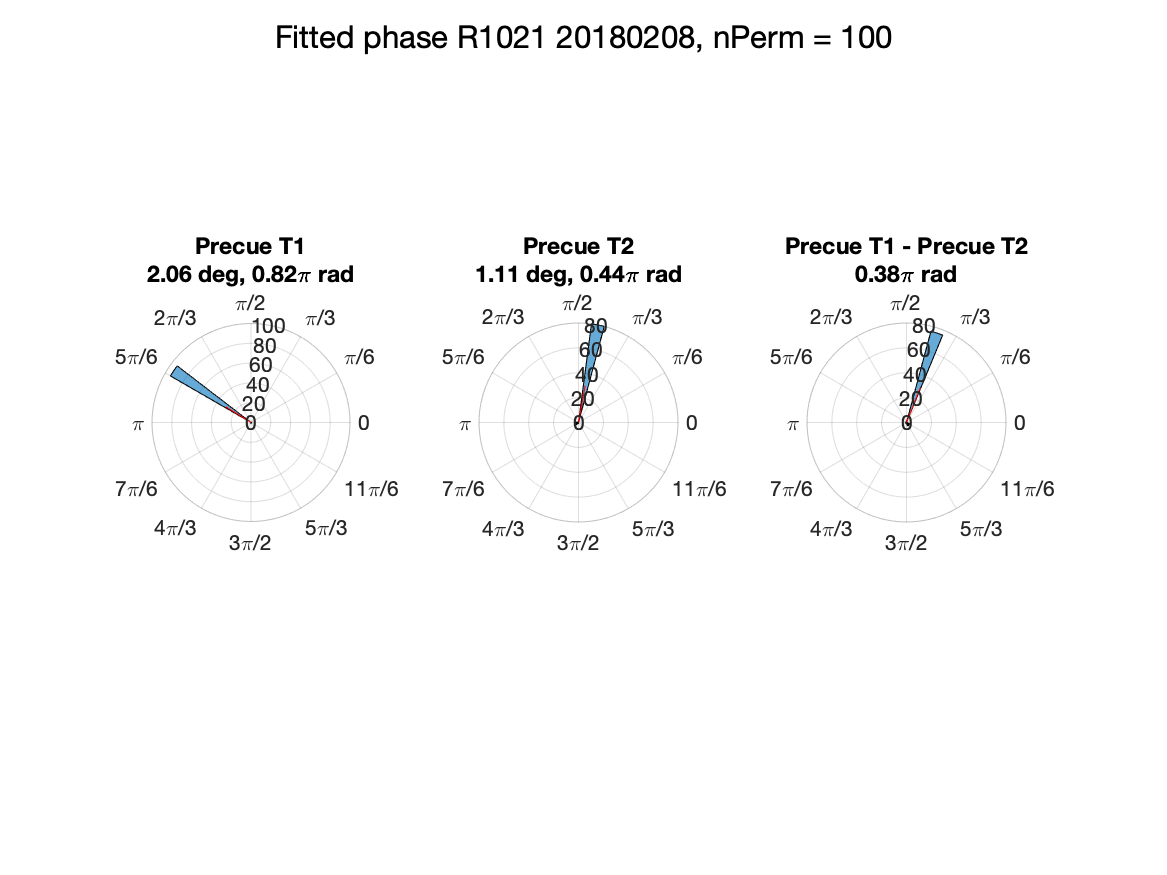 Fitted phase R1021 20180208, nPerm = 100
Precue T1
2.06 deg, 0.82π rad
π/2
2π/3
π/3
5π/6
π/6
π
0
7π/6
11π/6
4π/3
5π/3
3π/2
100
80
60
40
20
0
Precue T2
1.11 deg, 0.44π rad
π/2
2π/3
π/3
5π/6
π/6
π
0
7π/6
11π/6
4π/3
5π/3
3π/2
80
60
40
20
0
Precue T1 - Precue T2
0.38π rad
π/2
2π/3
π/3
5π/6
π/6
π
0
7π/6
11π/6
4π/3
5π/3
3π/2
80
60
40
20
0